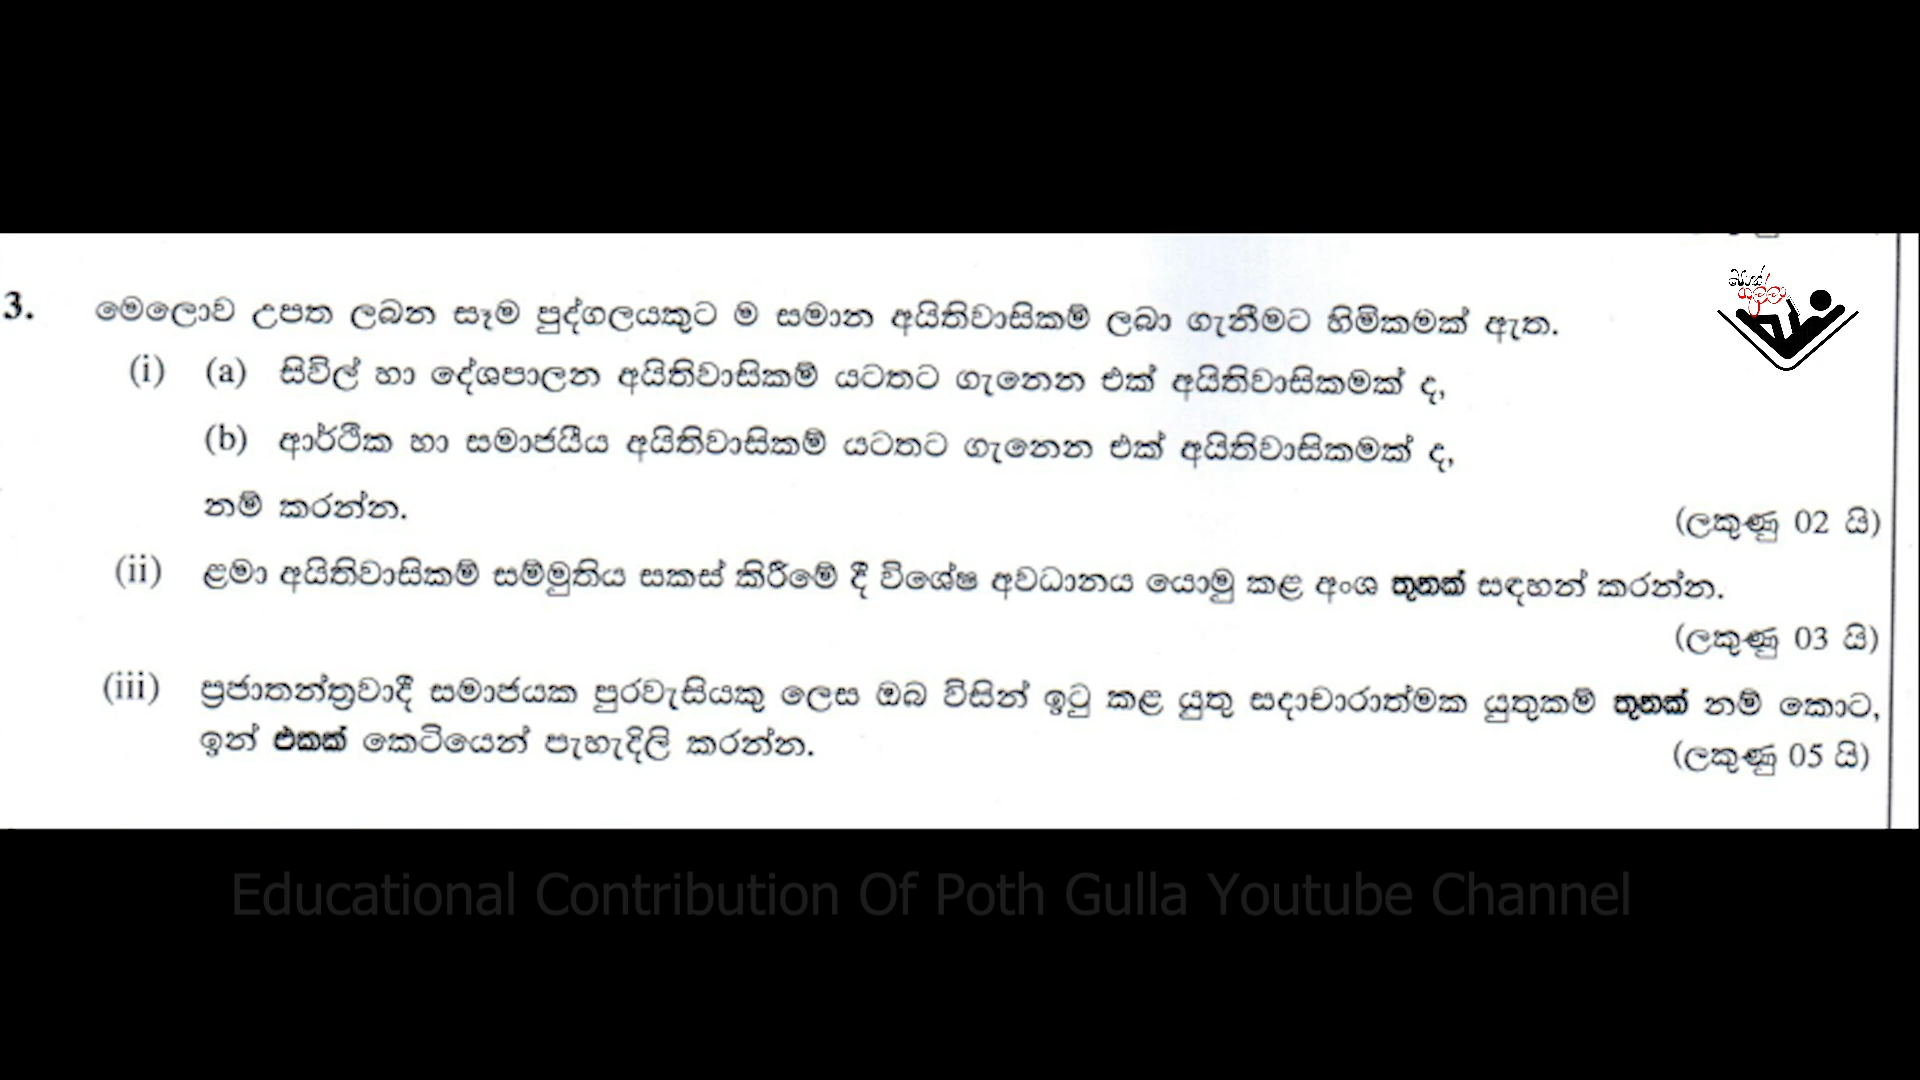 පොත් ගුල්ලා
3. මෙලොව උපත ලබන සෑම පුද්ගලයකුට ම සමාන අයිතිවාසිකම් ලබා ගැනීමට හිමිකමක් ඇත.
(i) (a) සිවිල් හා දේශපාලන අයිතිවාසිකම් යටතට ගැනෙන එක් අයිතිවාසිකමක් ද,
(b) ආර්ථික හා සමාජයීය අයිතිවාසිකම් යටතට ගැනෙන එක් අයිතිවාසිකමක් ද,
නම් කරන්න. (ලකුණු 02 යි)
(ii) ළමා අයිතිවාසිකම් සම්මුතිය සකස් කිරීමේ දී විශේෂ අවධානය යොමු කළ අංශ තුනක් සඳහන් කරන්න.
(ලකුණු 03 යි)
(iii) ප්‍රජාතන්ත්‍රවාදී සමාජයක පුරවැසියකු ලෙස ඔබ විසින් ඉටු කළ යුතු සදාචාරාත්මක යුතුකම් තුනක් නම් කොට,
ඉන් එකක් කෙටියෙන් පැහැදිලි කරන්න. (ලකුණු 05 යි)
Educational Contribution Of Poth Gulla Youtube Channel